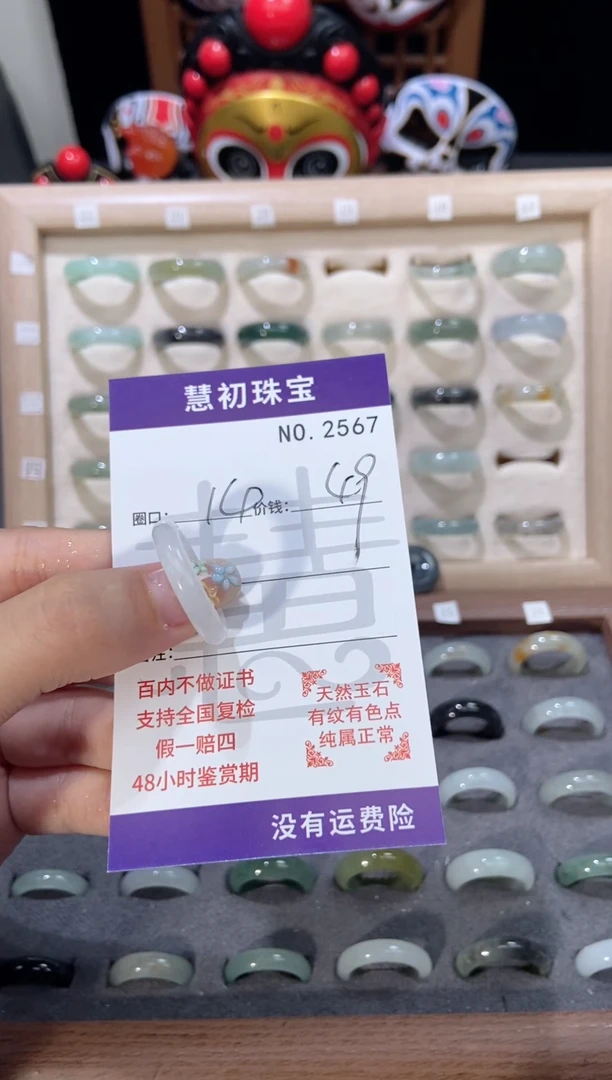 慧初珠宝
NO.2567
圈口: 14 价钱: 49
注:
百内不做证书
支持全国复检
假一赔四
48小时鉴赏期
天然玉石
有纹有色点
纯属正常
没有运费险